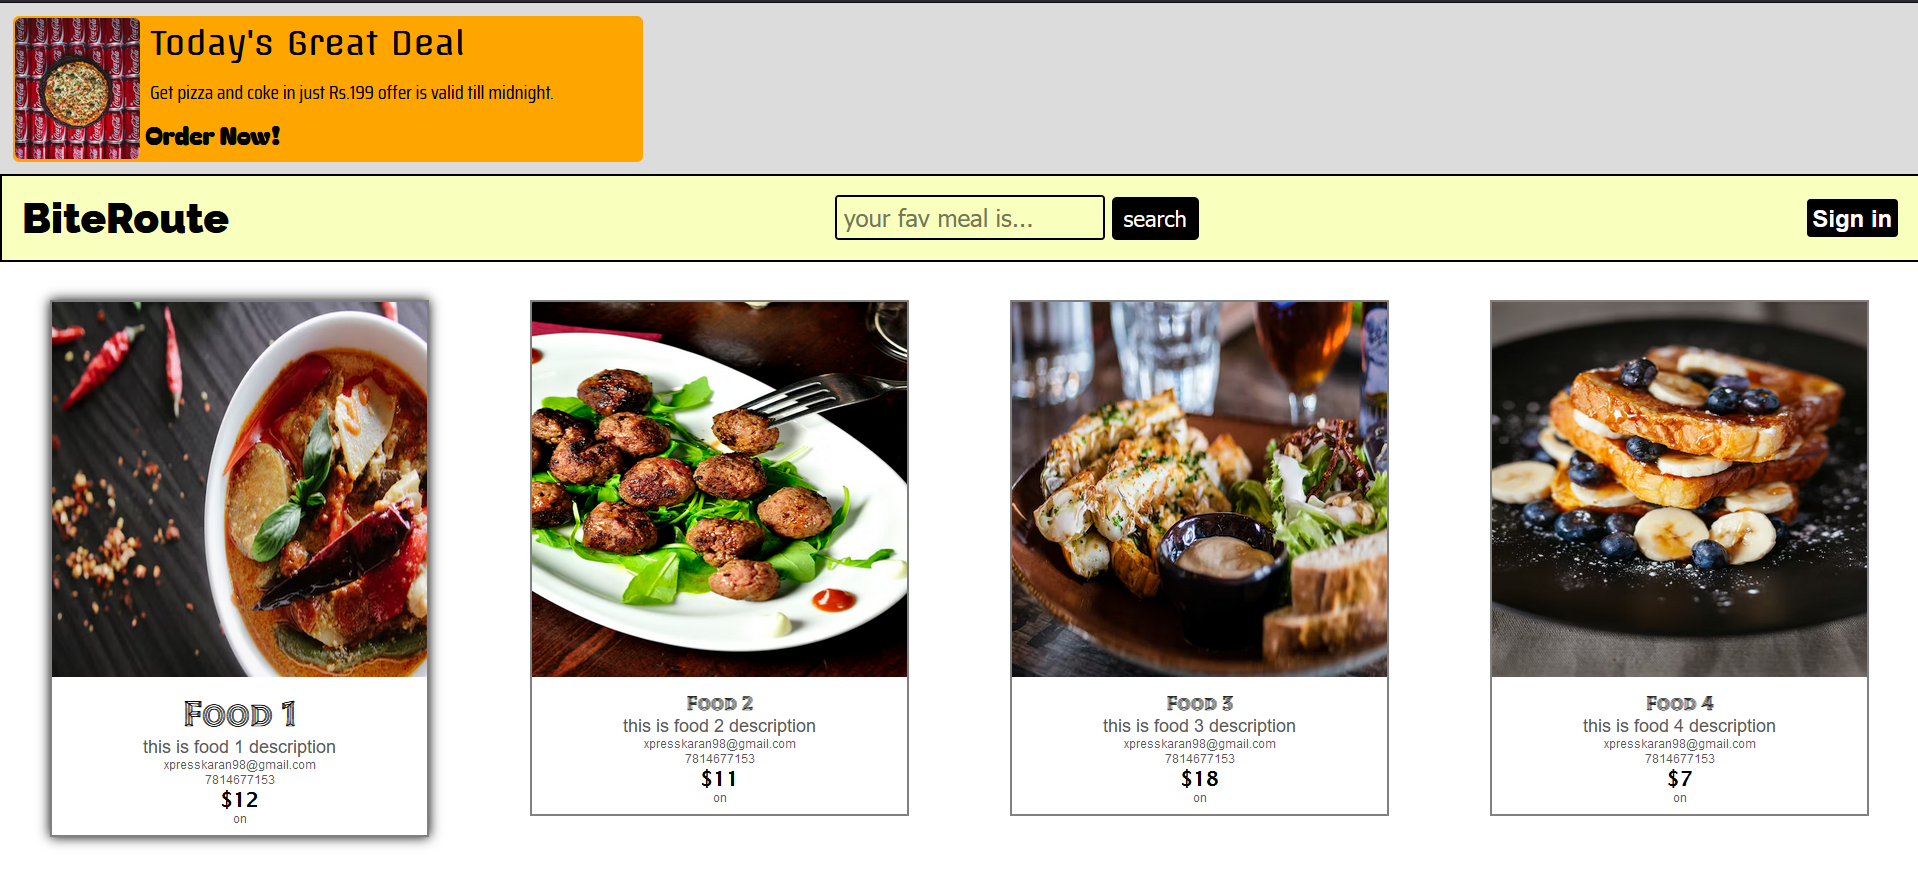 Today's Great Deal
Get pizza and coke in just Rs.199 offer is valid till midnight.
Order Now!
BiteRoute
your fav meal is...
search
Sign in
Food 1
this is food 1 description
xpresskaran98@gmail.com
7814677153
$12
on
Food 2
this is food 2 description
xpresskaran98@gmail.com
7814677153
$11
on
Food 3
this is food 3 description
xpresskaran98@gmail.com
7814677153
$18
on
Food 4
this is food 4 description
xpresskaran98@gmail.com
7814677153
$7
on